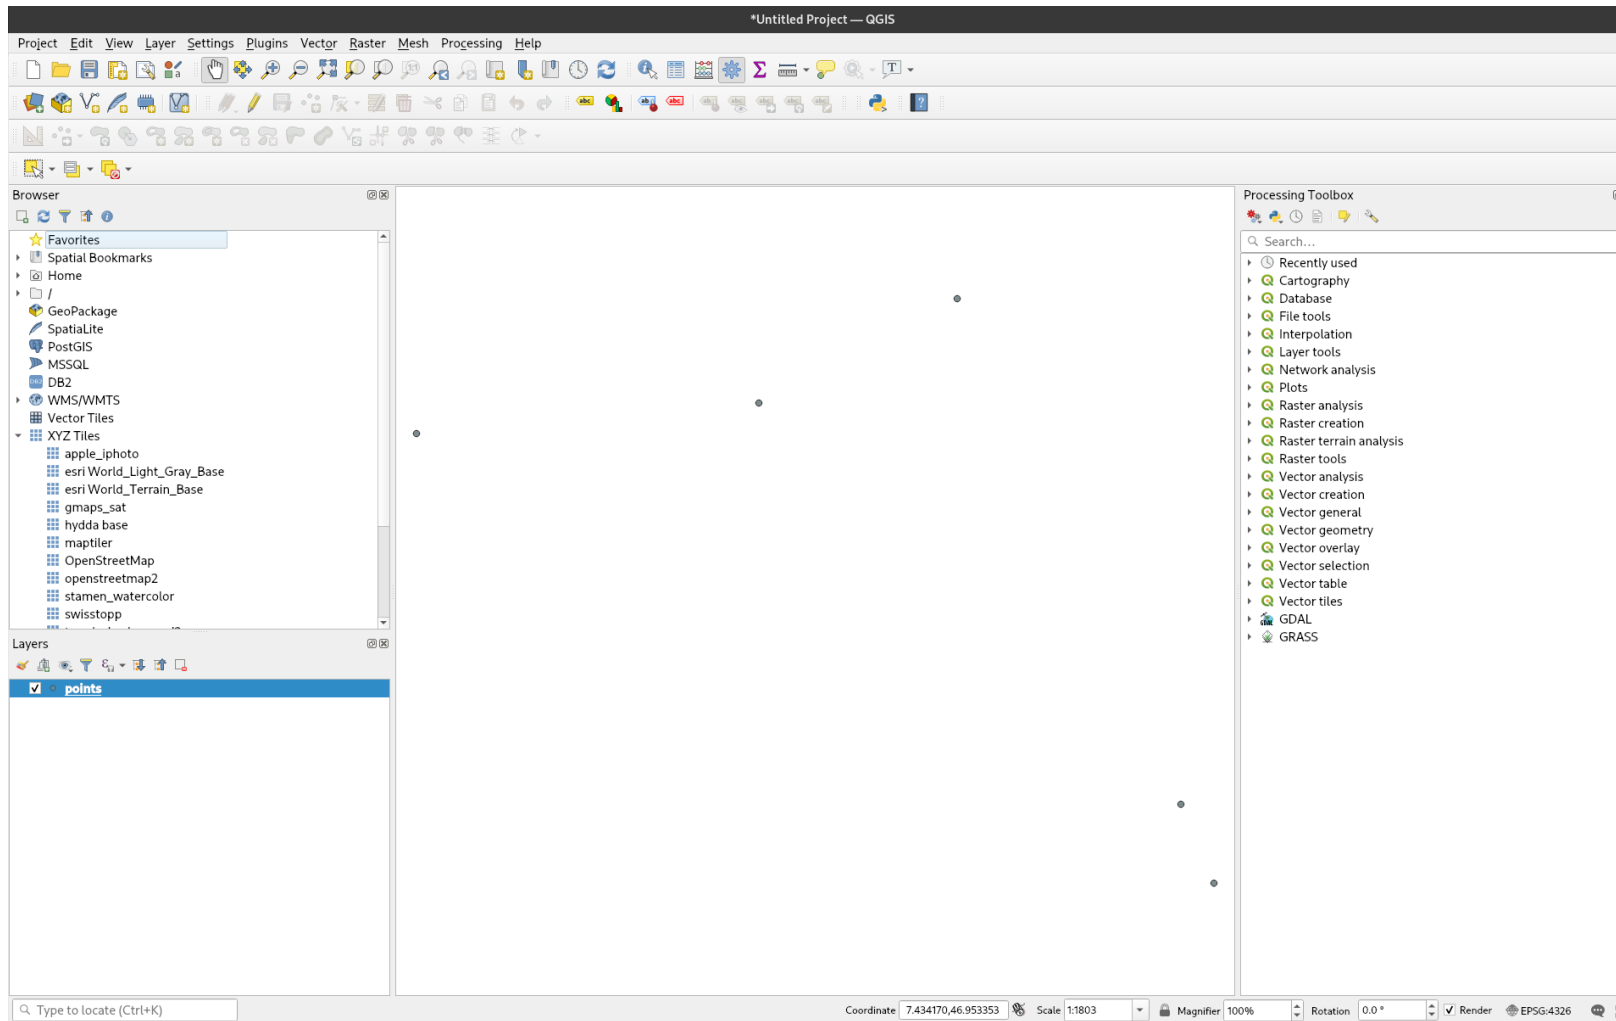 *Untitled Project — QGIS
Project Edit View Layer Settings Plugins Vector Raster Mesh Processing Help
Browser
Favorites
Spatial Bookmarks
Home
/
GeoPackage
SpatiaLite
PostGIS
MSSQL
DB2
WMS/WMTS
Vector Tiles
XYZ Tiles
apple_iphoto
esri World_Light_Gray_Base
esri World_Terrain_Base
gmaps_sat
hydda base
maptiler
OpenStreetMap
openstreetmap2
stamen_watercolor
swisstopp
Layers
points
Processing Toolbox
Search...
Recently used
Cartography
Database
File tools
Interpolation
Layer tools
Network analysis
Plots
Raster analysis
Raster creation
Raster terrain analysis
Raster tools
Vector analysis
Vector creation
Vector general
Vector geometry
Vector overlay
Vector selection
Vector table
Vector tiles
GDAL
GRASS
Type to locate (Ctrl+K)
Coordinate 7.434170,46.953353 Scale 1:1803 Magnifier 100% Rotation 0.0 ° Render EPSG:4326